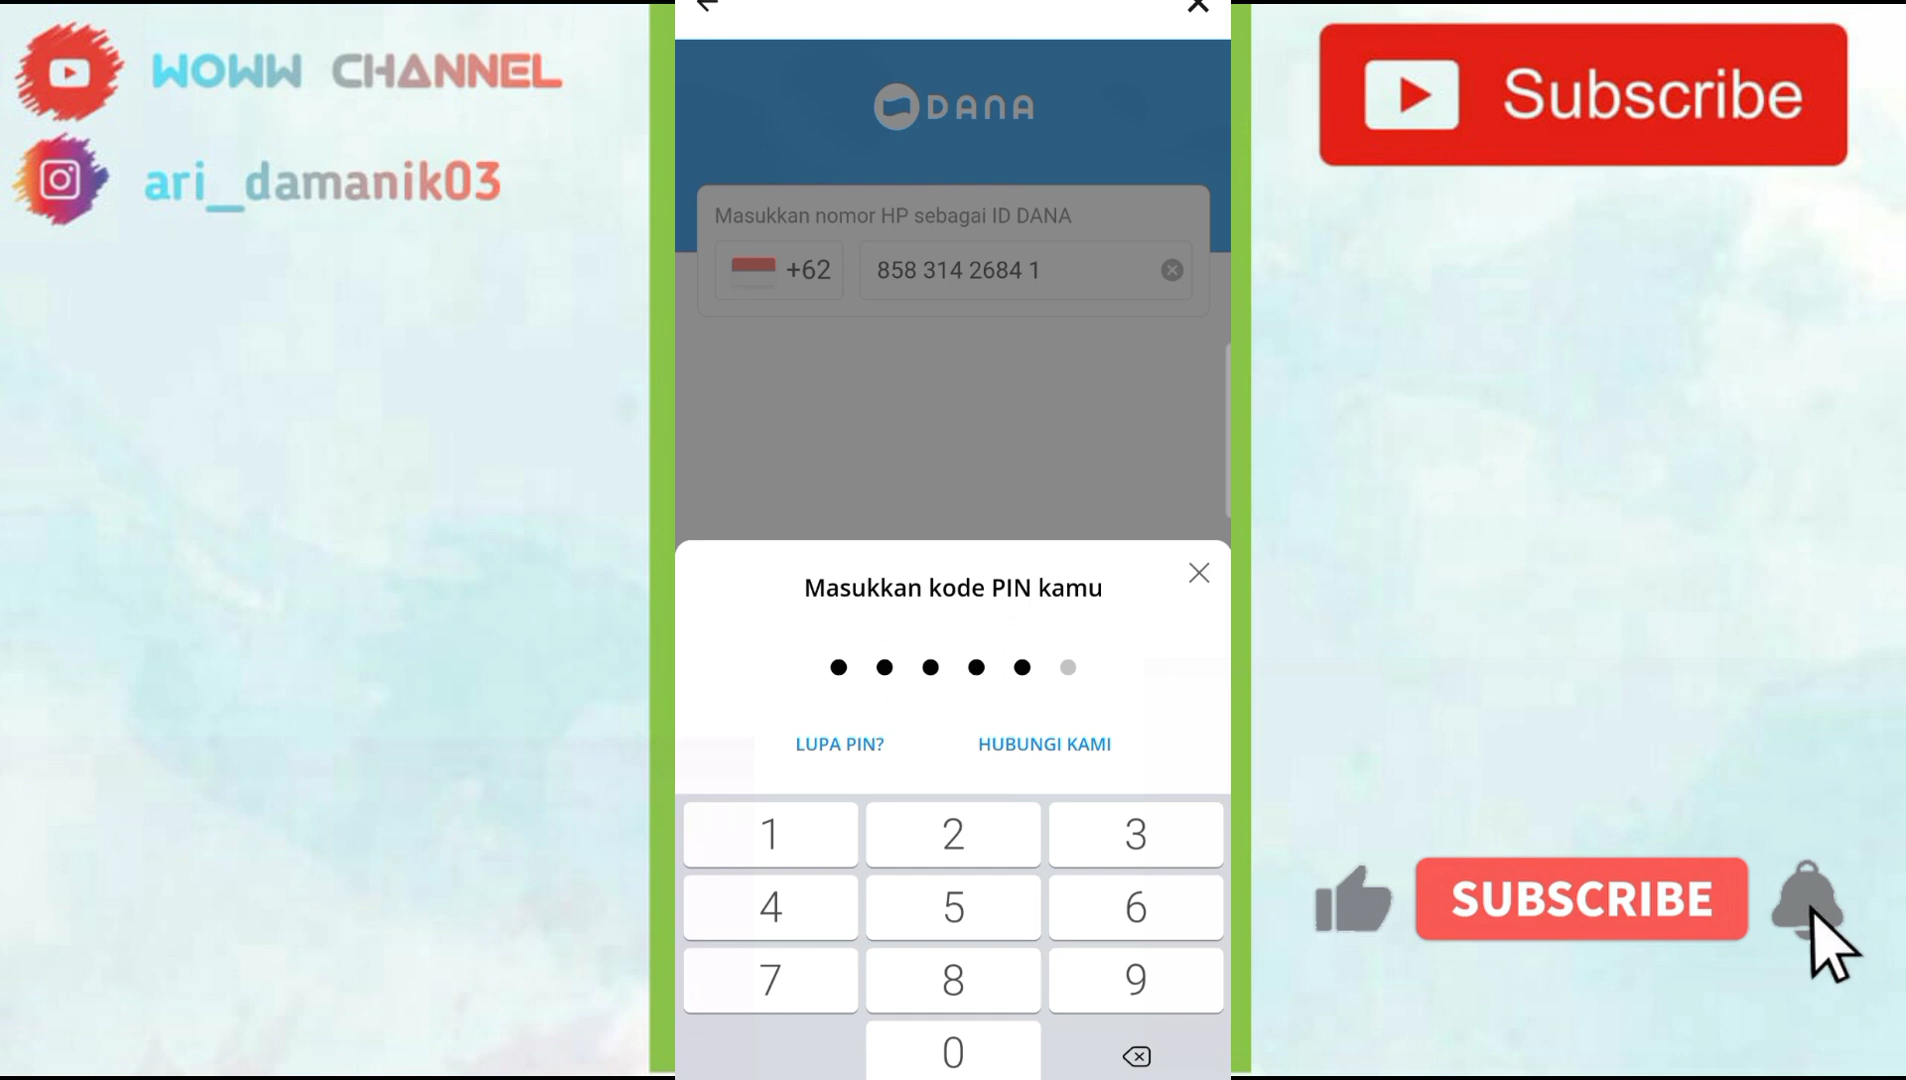 WOWW CHANNEL
ari_damanik03
Subscribe
DANA
Masukkan nomor HP sebagai ID DANA
+62
858 314 2684 1
Masukkan kode PIN kamu
LUPA PIN?
HUBUNGI KAMI
1 2 3
4 5 6
7 8 9
0
SUBSCRIBE